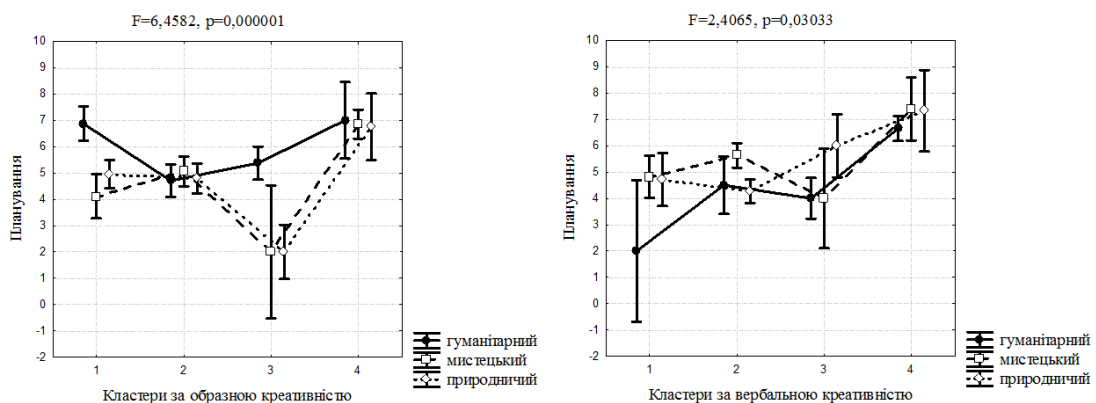 F=6,4582, p=0,000001
Планування
10
9
8
7
6
5
4
3
2
1
0
-1
-2
1 2 3 4
Кластери за образною креативністю
гуманітарний
мистецький
природничий
F=2,4065, p=0,03033
Планування
10
9
8
7
6
5
4
3
2
1
0
-1
-2
1 2 3 4
Кластери за вербальною креативністю
гуманітарний
мистецький
природничий